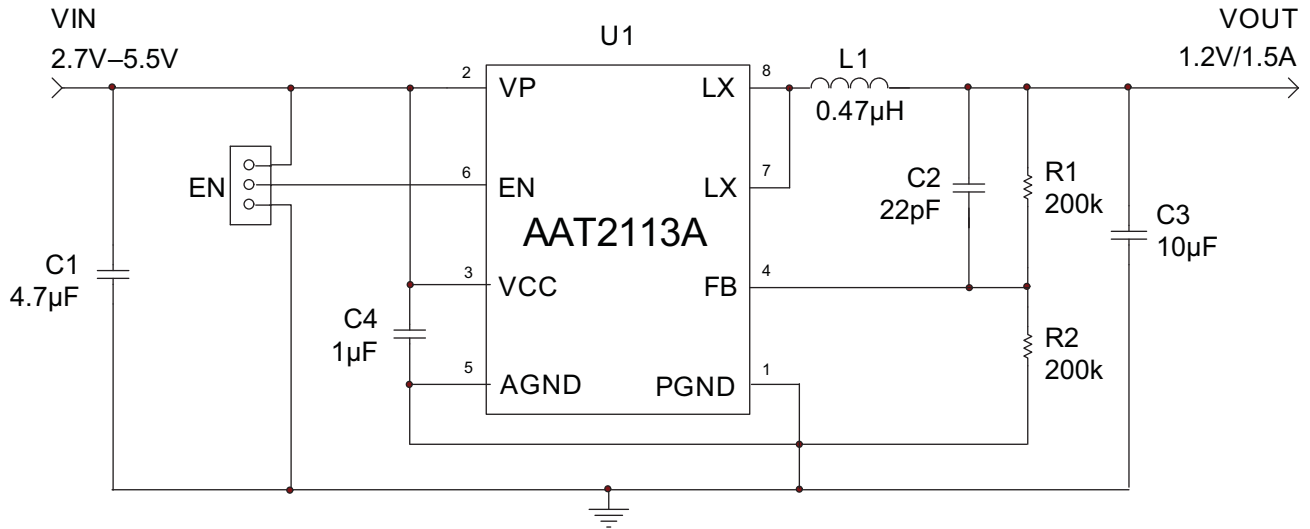 VIN
2.7V–5.5V
U1
VOUT
1.2V/1.5A
L1
0.47µH
2
VP
LX
8
EN
6
EN
LX
7
AAT2113A
C2
22pF
R1
200k
C3
10µF
C1
4.7µF
3
VCC
FB
4
C4
1µF
R2
200k
5
AGND
PGND
1